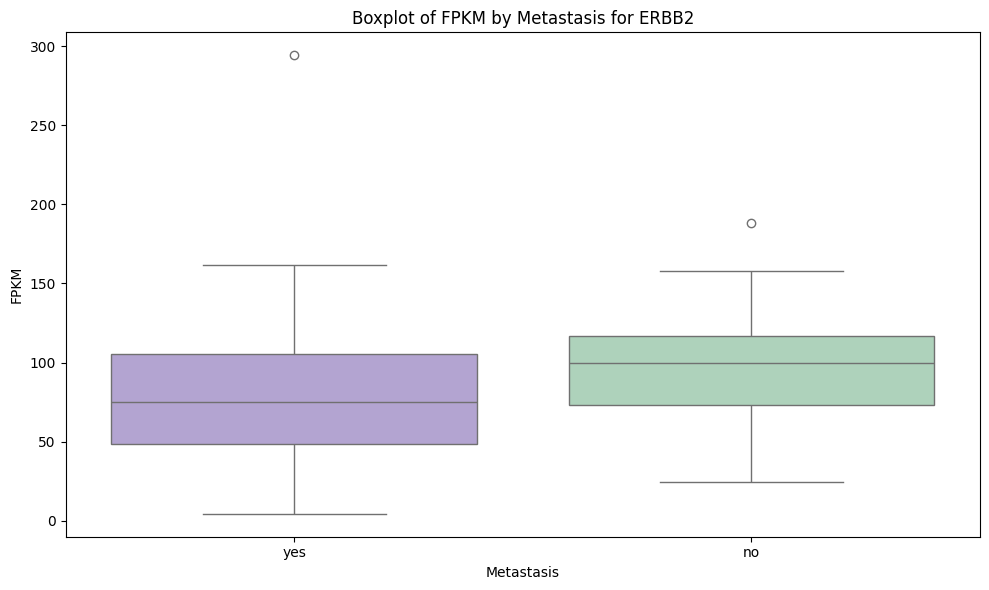 Boxplot of FPKM by Metastasis for ERBB2
300
250
200
150
100
50
0
FPKM
yes
no
Metastasis